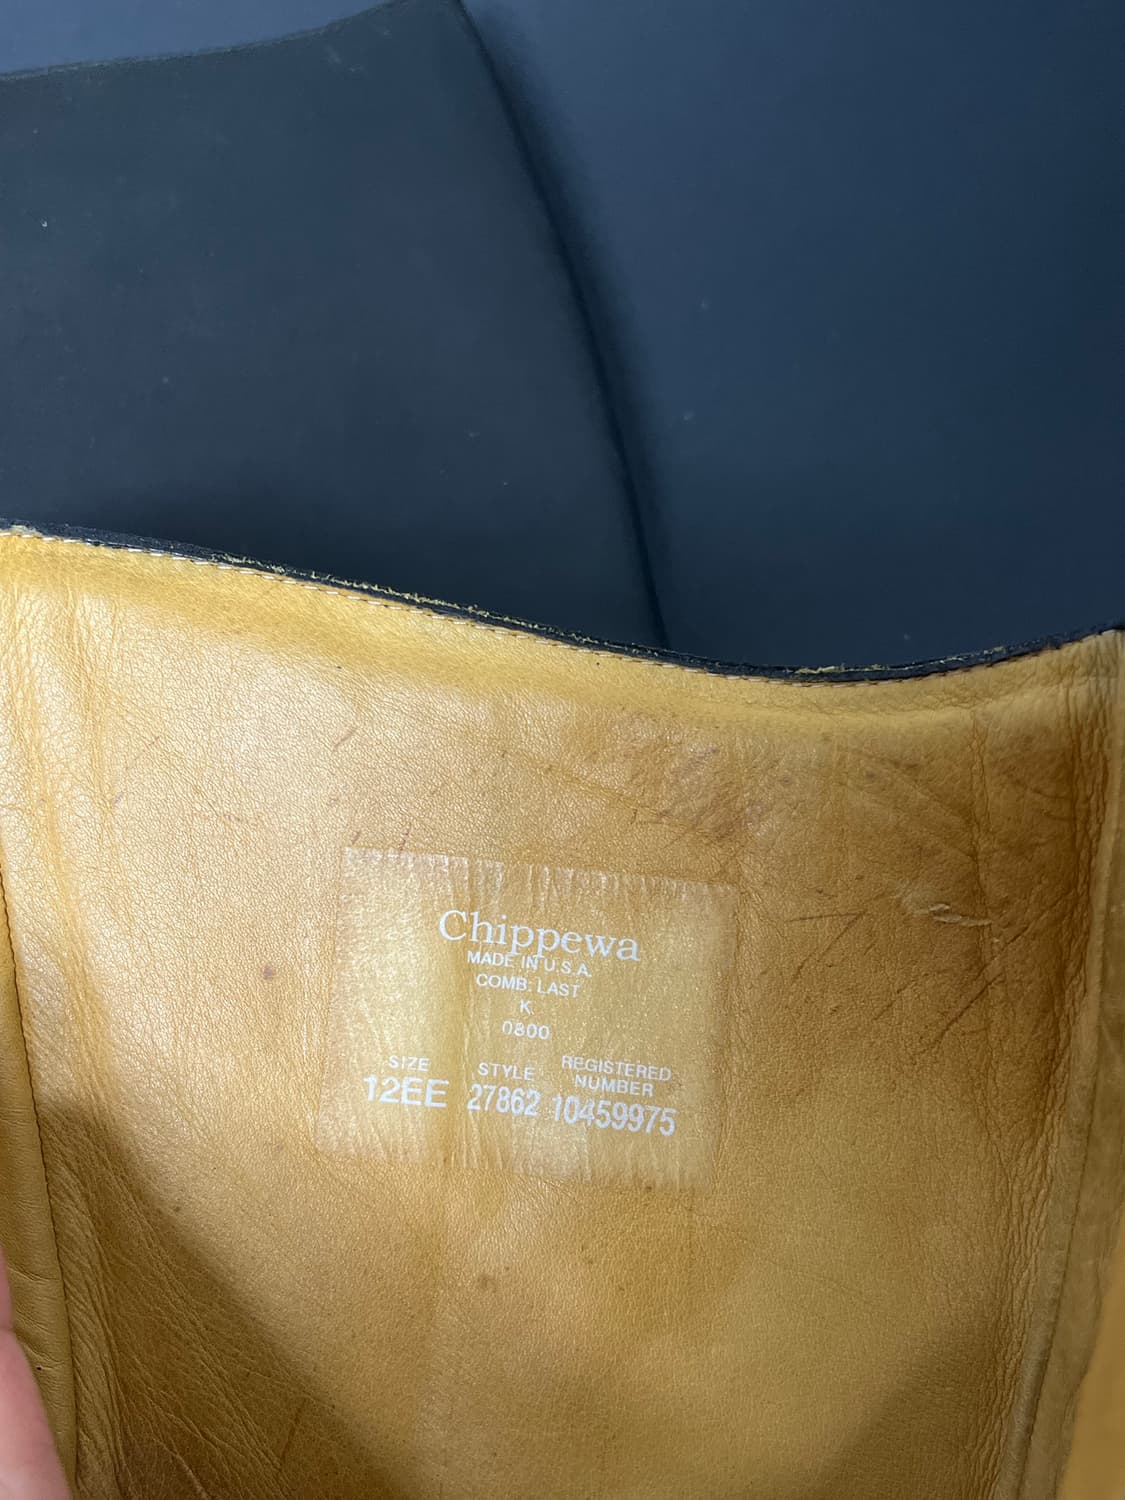 Chippewa
MADE IN U.S.A.
COMB: LAST
K
0800
SIZE STYLE REGISTERED NUMBER
12EE 27862 10459975